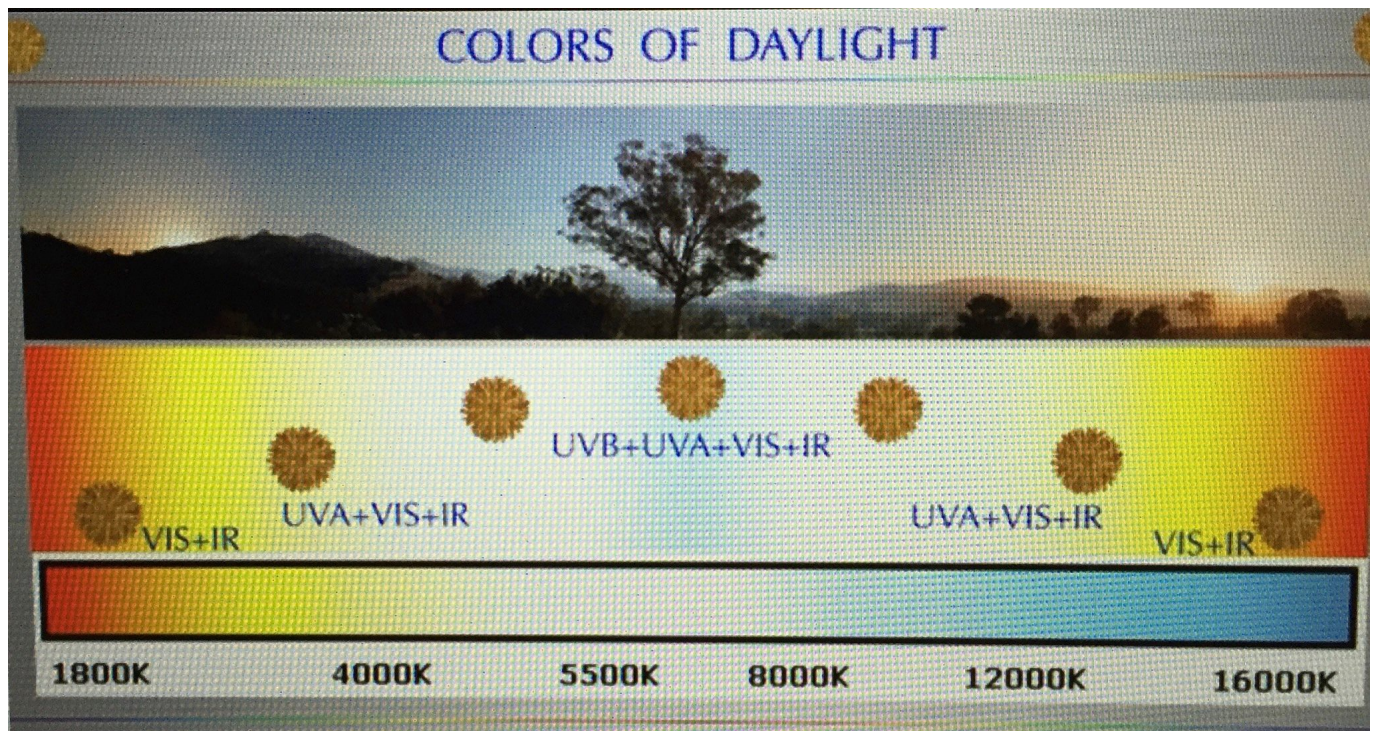 COLORS OF DAYLIGHT
UVB+UVA+VIS+IR
UVA+VIS+IR UVA+VIS+IR
VIS+IR VIS+IR
1800K 4000K 5500K 8000K 12000K 16000K